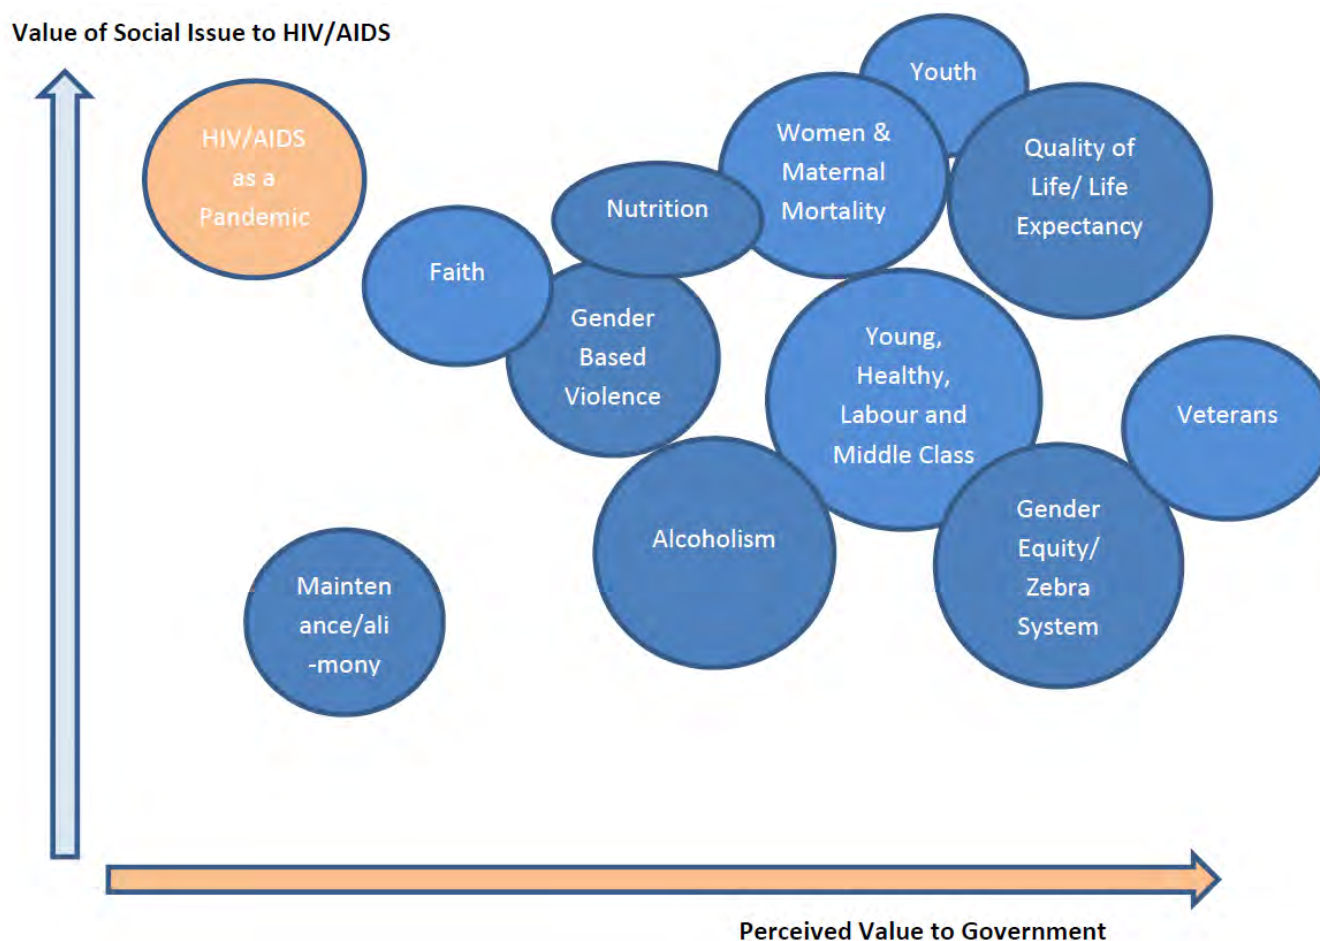 Value of Social Issue to HIV/AIDS
HIV/AIDS
as a
Pandemic
Faith
Nutrition
Gender
Based
Violence
Women &
Maternal
Mortality
Youth
Quality of
Life/ Life
Expectancy
Young,
Healthy,
Labour and
Middle Class
Veterans
Alcoholism
Gender
Equity/
Zebra
System
Mainten
ance/ali
-mony
Perceived Value to Government